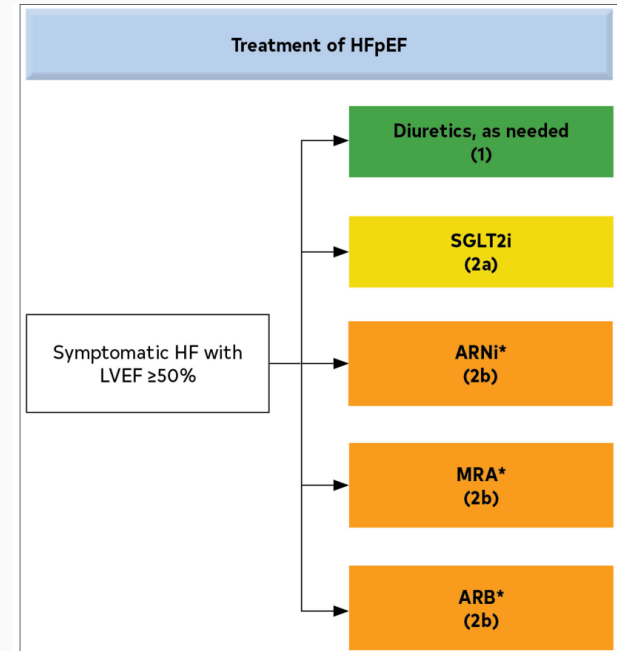 Treatment of HFpEF
Diuretics, as needed
(1)
SGLT2i
(2a)
Symptomatic HF with
LVEF ≥50%
ARNi*
(2b)
MRA*
(2b)
ARB*
(2b)